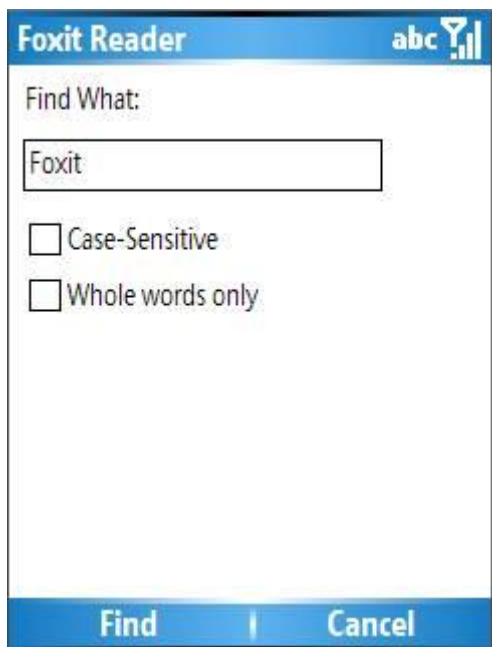 Foxit Reader abc
Find What:
Foxit
Case-Sensitive
Whole words only
Find Cancel